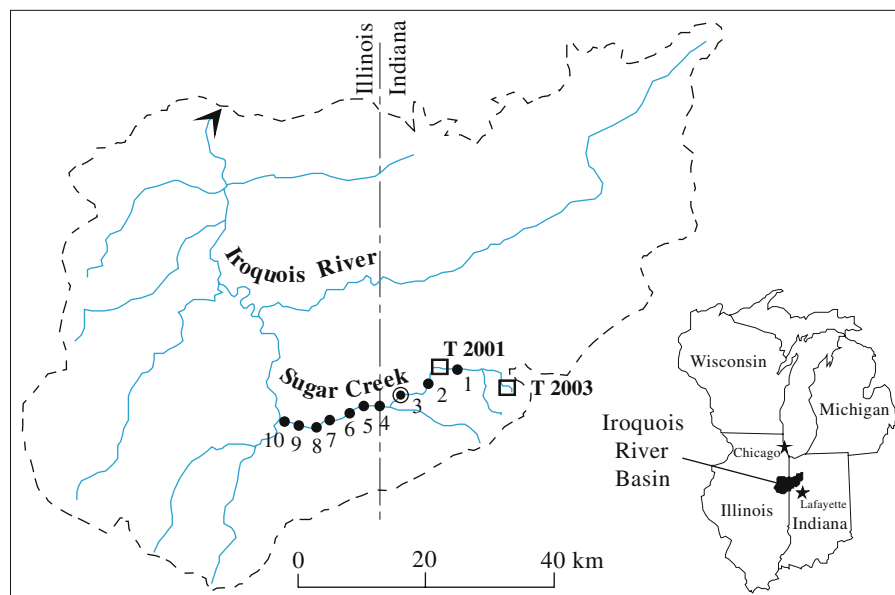 Illinois
Indiana
Iroquois River
Sugar Creek
T 2001
T 2003
1
2
3
4
5
6
7
8
9
10
0 20 40 km
Wisconsin
Michigan
Chicago
Iroquois
River
Basin
Lafayette
Illinois
Indiana